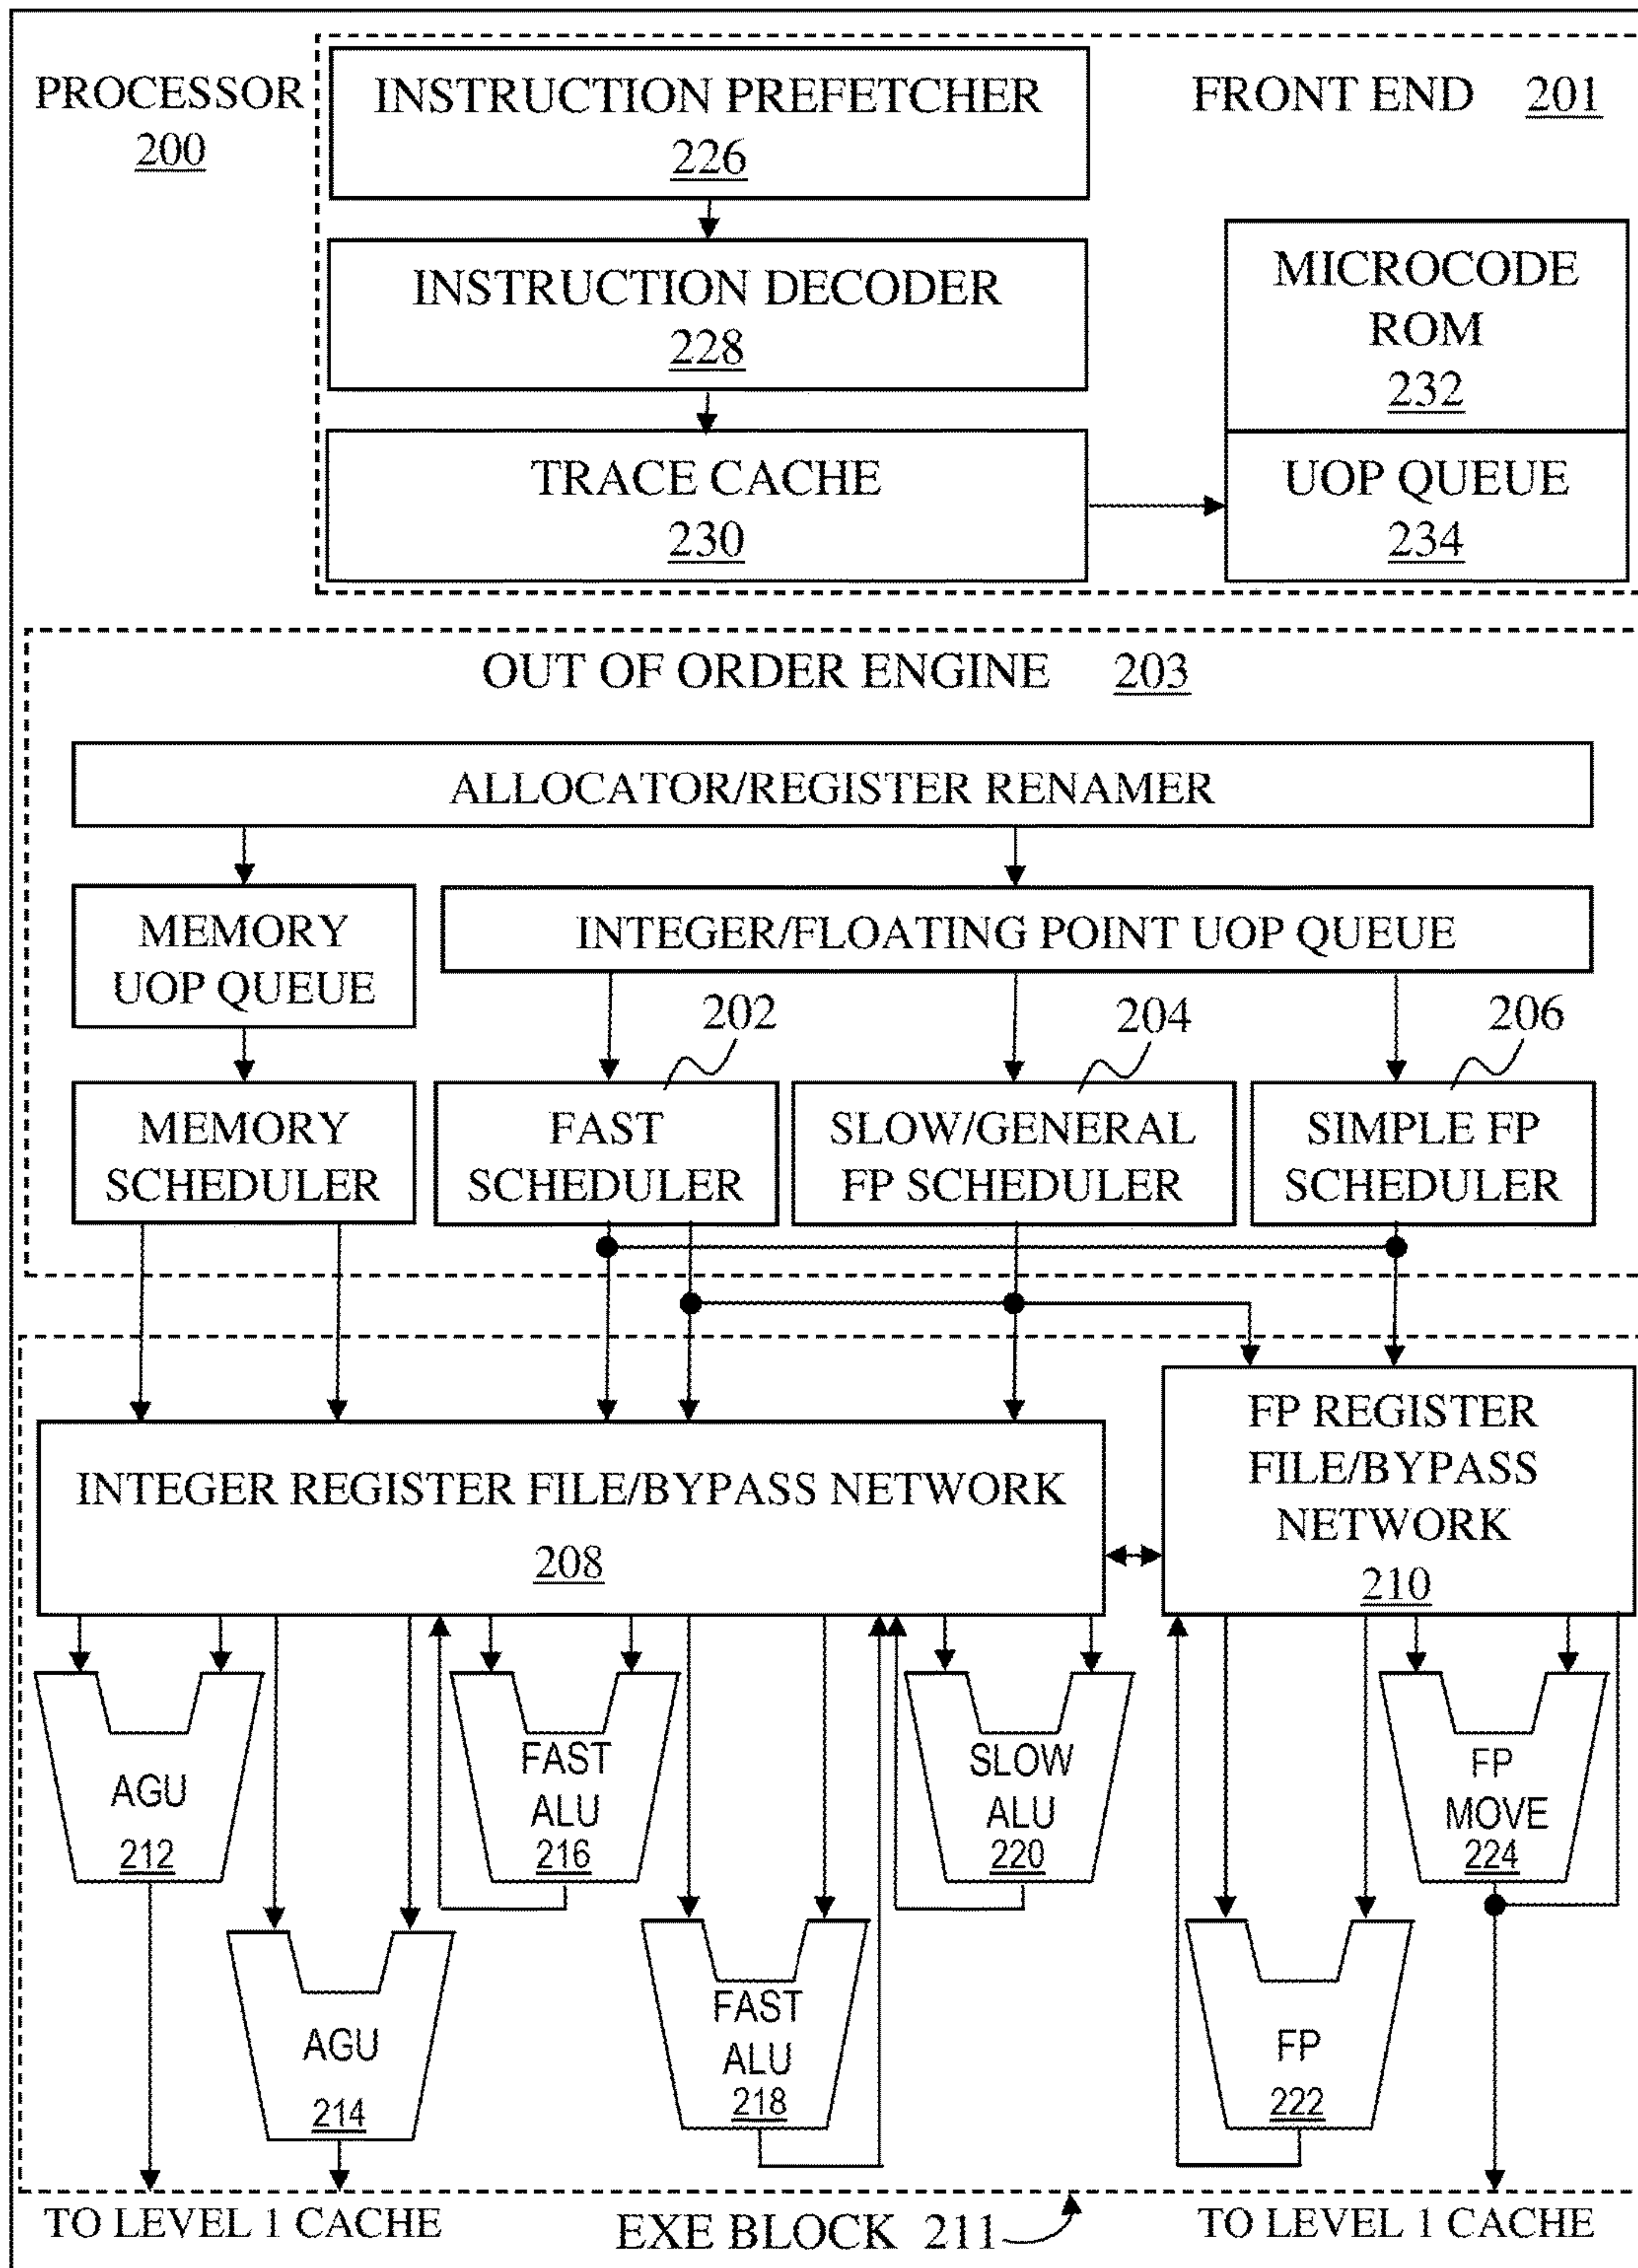 PROCESSOR
200
INSTRUCTION PREFETCHER
226
FRONT END 201
INSTRUCTION DECODER
228
MICROCODE
ROM
232
TRACE CACHE
230
UOP QUEUE
234
OUT OF ORDER ENGINE 203
ALLOCATOR/REGISTER RENAMER
MEMORY
UOP QUEUE
INTEGER/FLOATING POINT UOP QUEUE
202
204
206
MEMORY
SCHEDULER
FAST
SCHEDULER
SLOW/GENERAL
FP SCHEDULER
SIMPLE FP
SCHEDULER
INTEGER REGISTER FILE/BYPASS NETWORK
208
FP REGISTER
FILE/BYPASS
NETWORK
210
AGU
212
FAST
ALU
216
SLOW
ALU
220
FP
MOVE
224
AGU
214
FAST
ALU
218
FP
222
TO LEVEL 1 CACHE
EXE BLOCK 211
TO LEVEL 1 CACHE